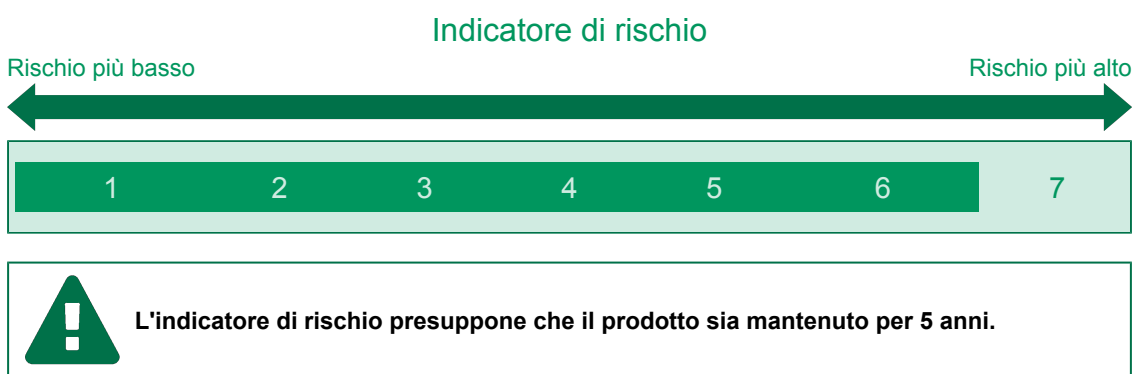 Indicatore di rischio
Rischio più basso Rischio più alto
1 2 3 4 5 6 7
L'indicatore di rischio presuppone che il prodotto sia mantenuto per 5 anni.